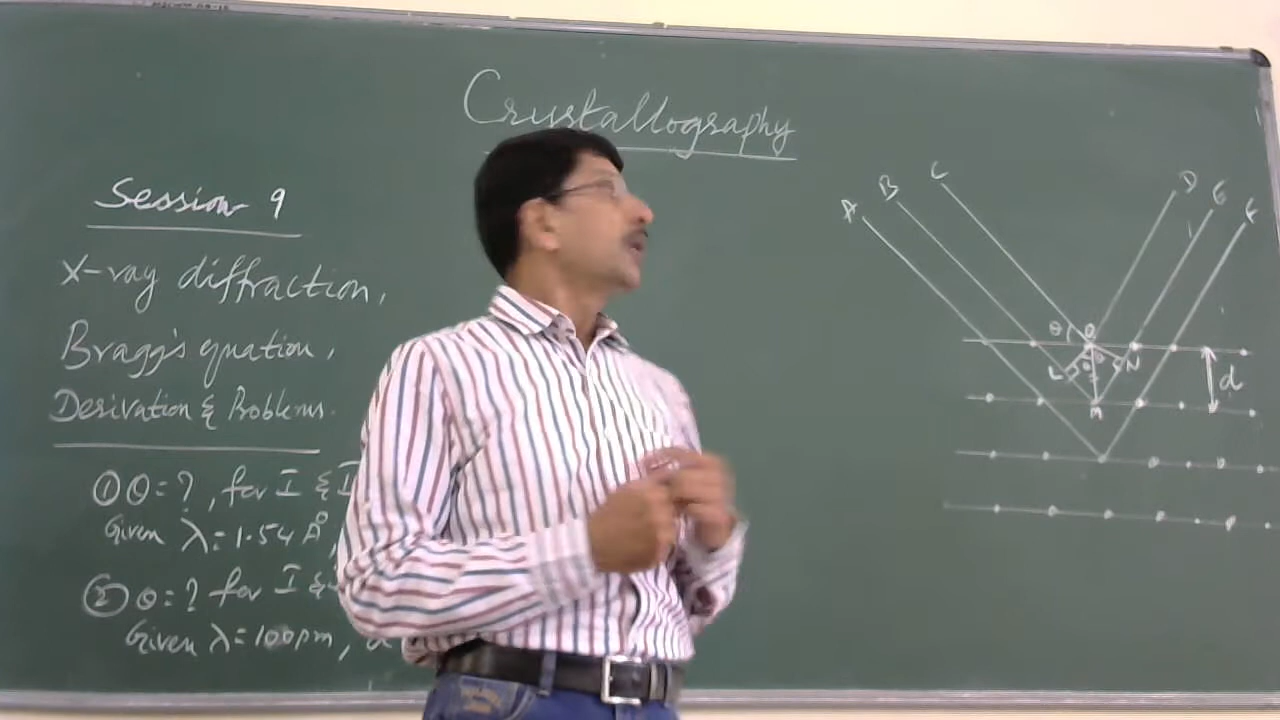 Crystallography
Session 9
X-ray diffraction,
Bragg's equation,
Derivation & Problems.
① θ=?, for I & I
Given λ=1.54 A°,
② θ=? for I &
Given λ=100pm, d
A B C D E F
θ O
L θ θ N
M
d